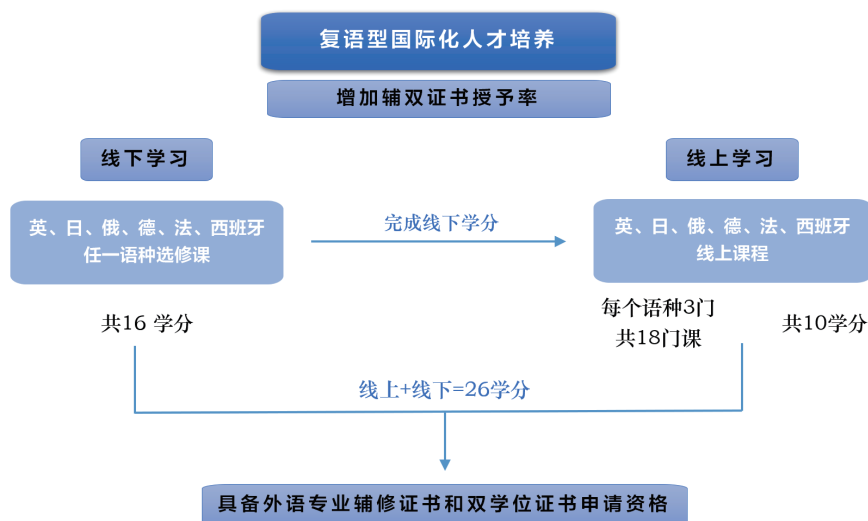 复语型国际化人才培养
增加辅双证书授予率
线下学习
线上学习
英、日、俄、德、法、西班牙
任一语种选修课
完成线下学分
英、日、俄、德、法、西班牙
线上课程
共16 学分
每个语种3门
共18门课
共10学分
线上+线下=26学分
具备外语专业辅修证书和双学位证书申请资格